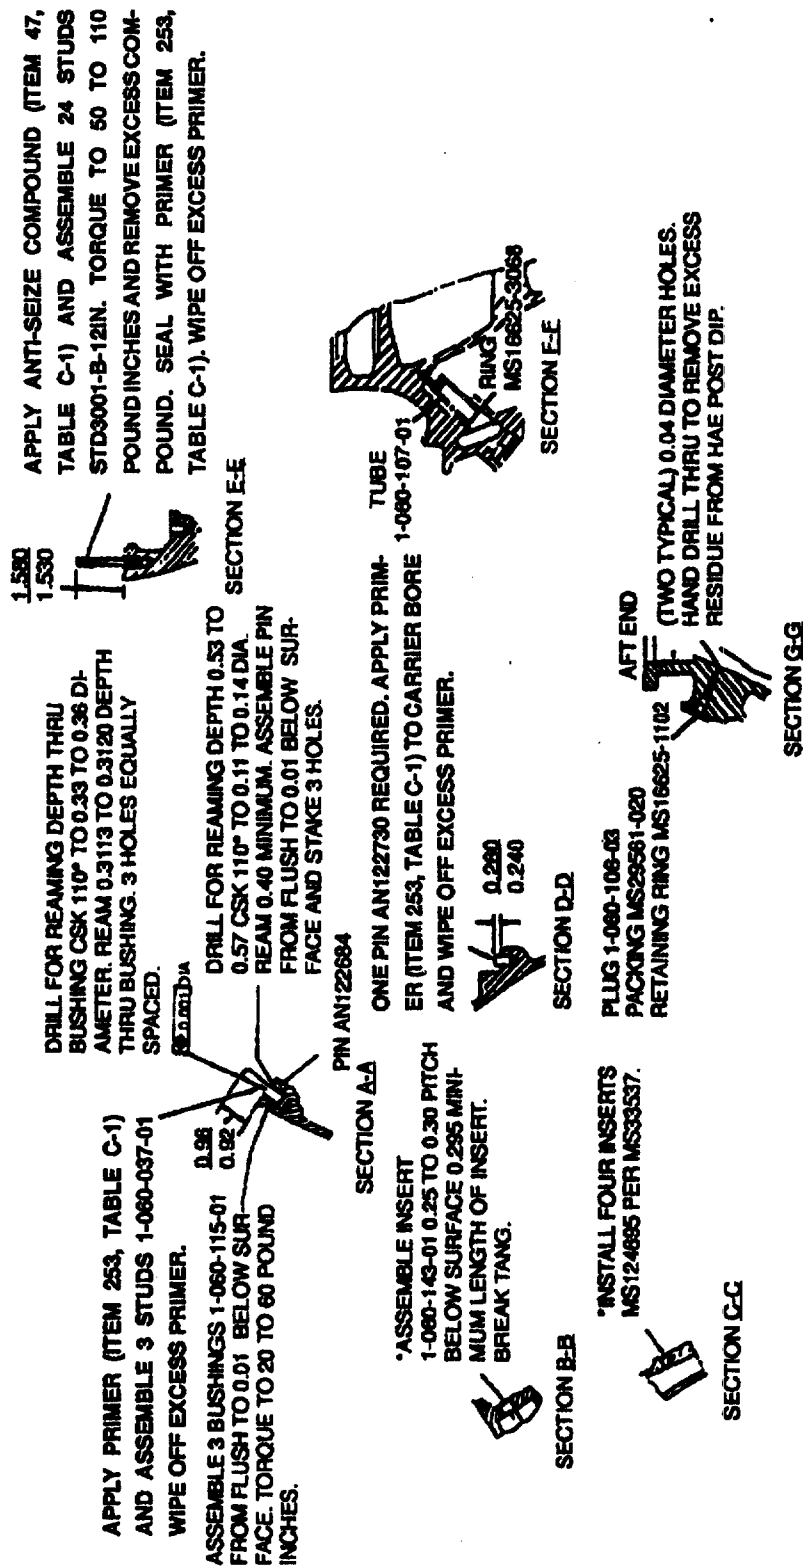 APPLY PRIMER (ITEM 253, TABLE C-1)
AND ASSEMBLE 3 STUDS 1-060-037-01
WIPE OFF EXCESS PRIMER.
ASSEMBLE 3 BUSHINGS 1-060-115-01
FROM FLUSH TO 0.01 BELOW SUR-
FACE. TORQUE TO 20 TO 60 POUND
INCHES.
0.96
0.92
DRILL FOR REAMING DEPTH THRU
BUSHING CSK 110° TO 0.33 TO 0.36 DI-
AMETER. REAM 0.3113 TO 0.3120 DEPTH
THRU BUSHING. 3 HOLES EQUALLY
SPACED.
0.001 DIA
DRILL FOR REAMING DEPTH 0.53 TO
0.57 CSK 110° TO 0.11 TO 0.14 DIA.
REAM 0.40 MINIMUM. ASSEMBLE PIN
FROM FLUSH TO 0.01 BELOW SUR-
FACE AND STAKE 3 HOLES.
PIN AN122684
SECTION A-A
1.580
1.530
APPLY ANTI-SEIZE COMPOUND (ITEM 47,
TABLE C-1) AND ASSEMBLE 24 STUDS
STD3001-B-12IN. TORQUE TO 50 TO 110
POUND INCHES AND REMOVE EXCESS COM-
POUND. SEAL WITH PRIMER (ITEM 253,
TABLE C-1). WIPE OFF EXCESS PRIMER.
SECTION E-E
*ASSEMBLE INSERT
1-060-143-01 0.25 TO 0.30 PITCH
BELOW SURFACE 0.295 MINI-
MUM LENGTH OF INSERT.
BREAK TANG.
SECTION B-B
ONE PIN AN122730 REQUIRED. APPLY PRIM-
ER (ITEM 253, TABLE C-1) TO CARRIER BORE
AND WIPE OFF EXCESS PRIMER.
0.280
0.240
SECTION D-D
TUBE
1-060-107-01
RING
MS16625-3068
SECTION F-F
*INSTALL FOUR INSERTS
MS124695 PER MS33537.
SECTION C-C
PLUG 1-060-106-03
PACKING MS29561-020
RETAINING RING MS16625-1102
AFT END
(TWO TYPICAL) 0.04 DIAMETER HOLES.
HAND DRILL THRU TO REMOVE EXCESS
RESIDUE FROM HAE POST DIP.
SECTION G-G